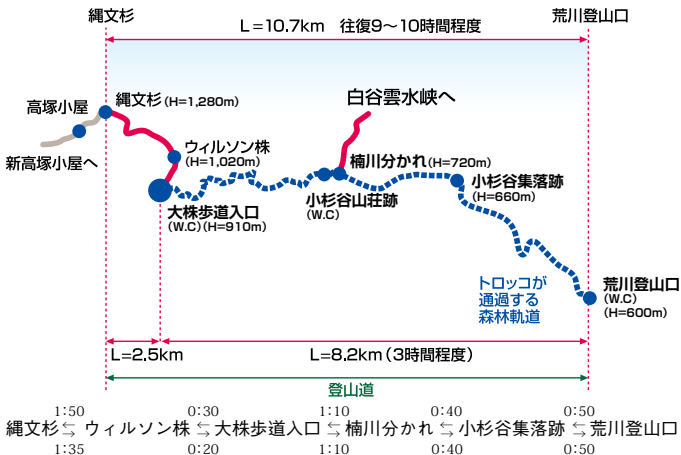 縄文杉
荒川登山口
L=10.7km 往復9〜10時間程度
高塚小屋
縄文杉(H=1,280m)
白谷雲水峡へ
新高塚小屋へ
ウィルソン株
(H=1,020m)
楠川分かれ(H=720m)
大株歩道入口
(W.C)(H=910m)
小杉谷山荘跡
(W.C)
小杉谷集落跡
(H=660m)
トロッコが
通過する
森林軌道
荒川登山口
(W.C)
(H=600m)
L=2.5km
L=8.2km(3時間程度)
登山道
1:50 0:30 1:10 0:40 0:50
縄文杉⇆ウィルソン株⇆大株歩道入口⇆楠川分かれ⇆小杉谷集落跡⇆荒川登山口
1:35 0:20 1:10 0:40 0:50